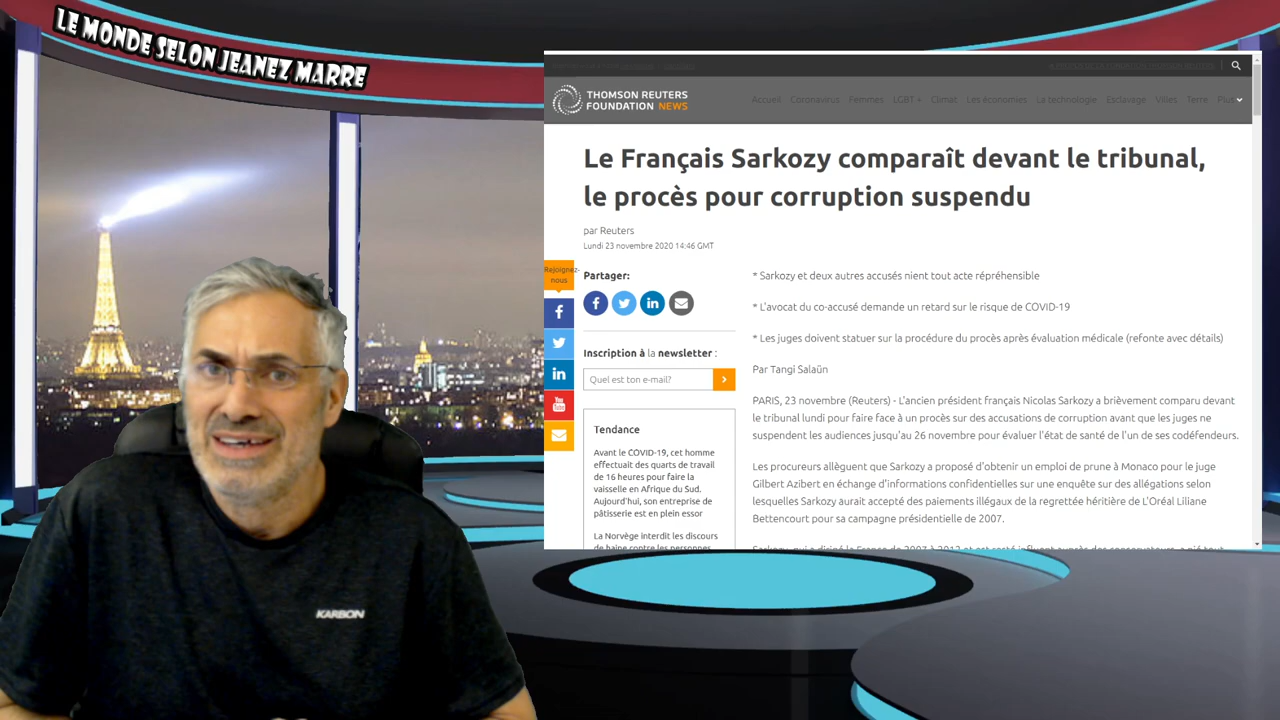 LE MONDE SELON JEANEZ MARRE
THOMSON REUTERS
FOUNDATION NEWS
Accueil Coronavirus Femmes LGBT + Climat Les économies La technologie Esclavage Villes Terre Plus
Le Français Sarkozy comparaît devant le tribunal,
le procès pour corruption suspendu
par Reuters
Lundi 23 novembre 2020 14:46 GMT
Rejoignez-
nous
Partager:
Inscription à la newsletter :
Quel est ton e-mail?
Tendance
Avant le COVID-19, cet homme
effectuait des quarts de travail
de 16 heures pour faire la
vaisselle en Afrique du Sud.
Aujourd'hui, son entreprise de
pâtisserie est en plein essor
La Norvège interdit les discours
de haine contre les personnes
* Sarkozy et deux autres accusés nient tout acte répréhensible
* L'avocat du co-accusé demande un retard sur le risque de COVID-19
* Les juges doivent statuer sur la procédure du procès après évaluation médicale (refonte avec détails)
Par Tangi Salaün
PARIS, 23 novembre (Reuters) - L'ancien président français Nicolas Sarkozy a brièvement comparu devant
le tribunal lundi pour faire face à un procès sur des accusations de corruption avant que les juges ne
suspendent les audiences jusqu'au 26 novembre pour évaluer l'état de santé de l'un de ses codéfendeurs.
Les procureurs allèguent que Sarkozy a proposé d'obtenir un emploi de prune à Monaco pour le juge
Gilbert Azibert en échange d'informations confidentielles sur une enquête sur des allégations selon
lesquelles Sarkozy aurait accepté des paiements illégaux de la regrettée héritière de L'Oréal Liliane
Bettencourt pour sa campagne présidentielle de 2007.
KARBON